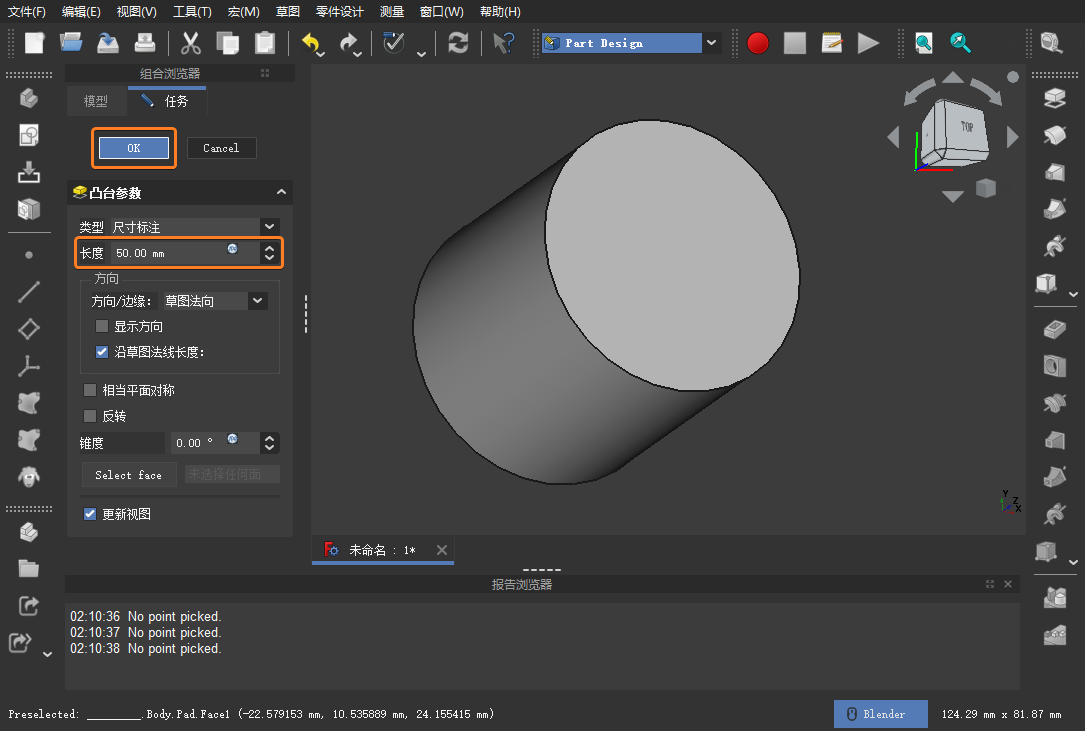 文件(F) 编辑(E) 视图(V) 工具(T) 宏(M) 草图 零件设计 测量 窗口(W) 帮助(H)
Part Design
组合浏览器
模型 任务
OK Cancel
凸台参数
类型 尺寸标注
长度 50.00 mm
方向
方向/边缘: 草图法向
显示方向
沿草图法线长度:
相当平面对称
反转
锥度 0.00 °
Select face 未选择任何面
更新视图
TOP
Y
Z
X
未命名 : 1*
报告浏览器
02:10:36 No point picked.
02:10:37 No point picked.
02:10:38 No point picked.
Preselected: ________.Body.Pad.Face1 (-22.579153 mm, 10.535889 mm, 24.155415 mm)
Blender 124.29 mm x 81.87 mm